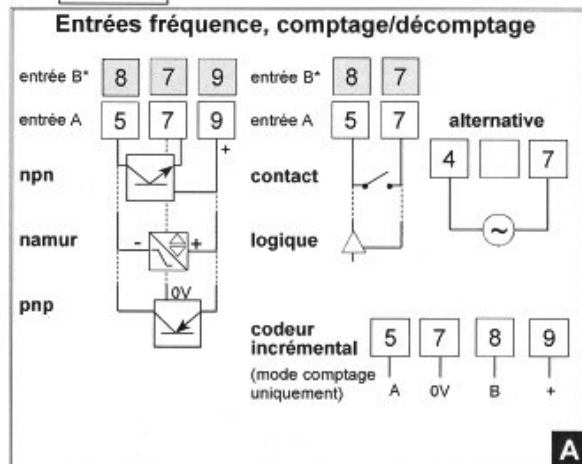 Entrées fréquence, comptage/décomptage
entrée B* 8 7 9
entrée A 5 7 9
+
npn
namur
- +
pnp
0V
entrée B* 8 7
entrée A 5 7
contact
logique
alternative
4 7
~
codeur
incrémental
(mode comptage
uniquement)
5 7 8 9
A 0V B +
A